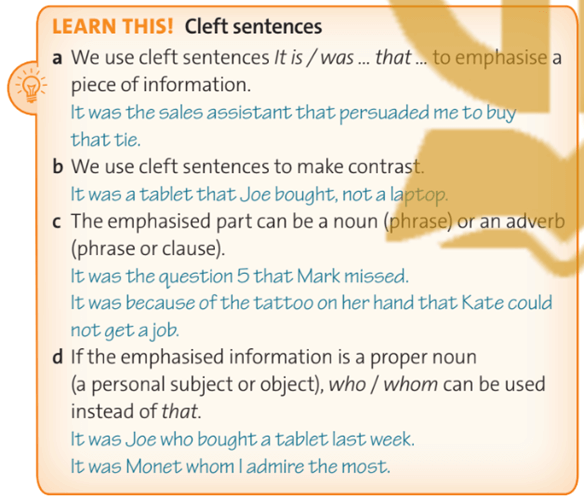 LEARN THIS! Cleft sentences
a We use cleft sentences It is / was ... that ... to emphasise a
piece of information.
It was the sales assistant that persuaded me to buy
that tie.
b We use cleft sentences to make contrast.
It was a tablet that Joe bought, not a laptop.
c The emphasised part can be a noun (phrase) or an adverb
(phrase or clause).
It was the question 5 that Mark missed.
It was because of the tattoo on her hand that Kate could
not get a job.
d If the emphasised information is a proper noun
(a personal subject or object), who / whom can be used
instead of that.
It was Joe who bought a tablet last week.
It was Monet whom I admire the most.